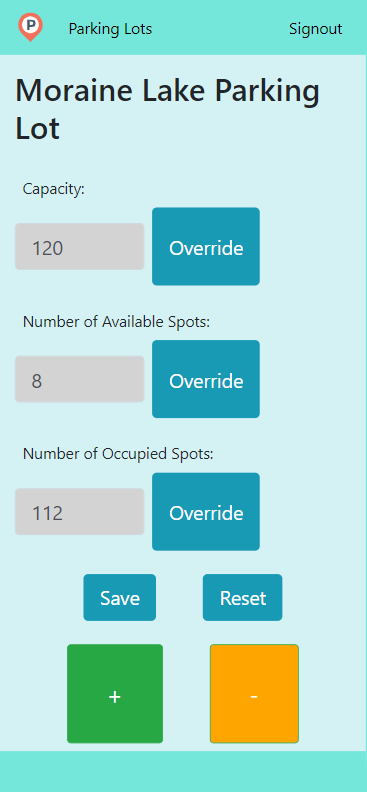 P
Parking Lots
Signout
Moraine Lake Parking
Lot
Capacity:
120
Override
Number of Available Spots:
8
Override
Number of Occupied Spots:
112
Override
Save
Reset
+
-